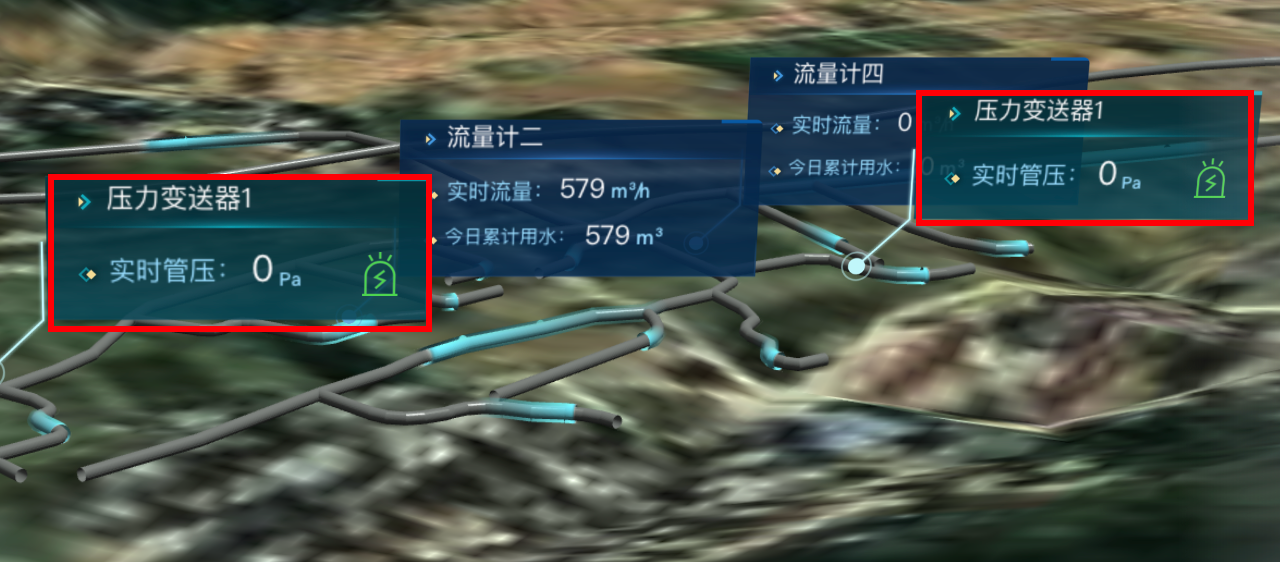 流量计四
实时流量: 0
今日累计用水: 0 m³
压力变送器1
实时管压: 0 Pa
流量计二
实时流量: 579 m³/h
今日累计用水: 579 m³
压力变送器1
实时管压: 0 Pa